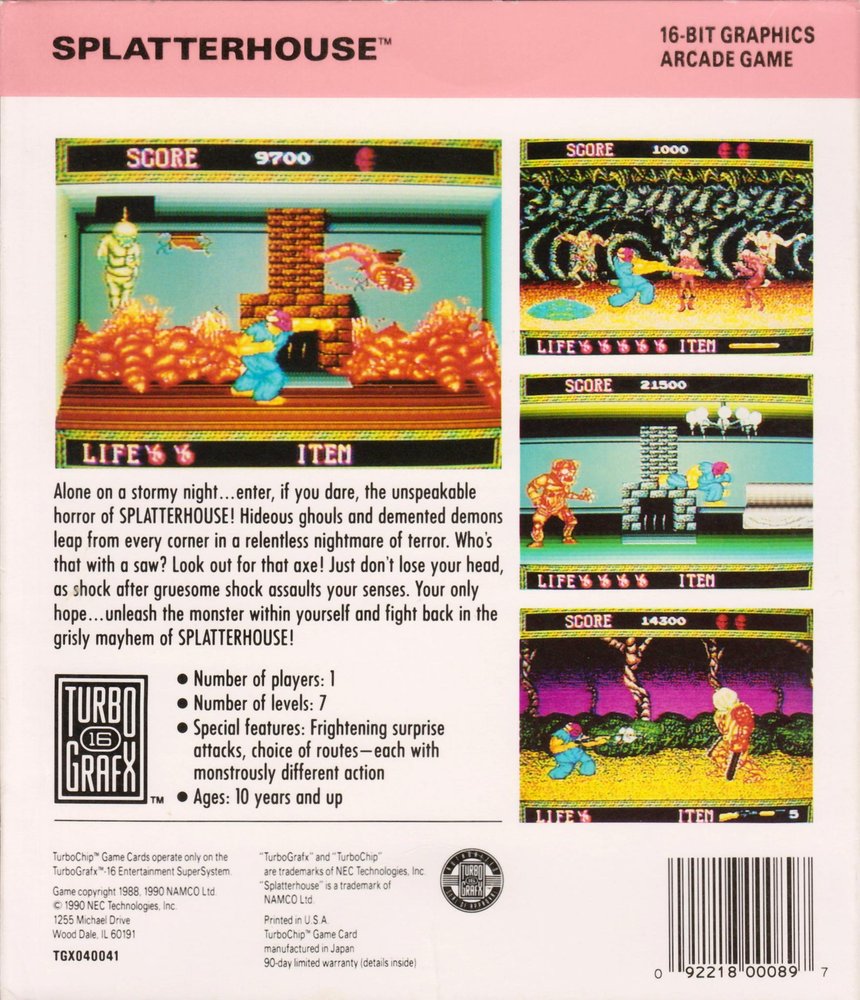 SPLATTERHOUSE™
16-BIT GRAPHICS
ARCADE GAME
SCORE 9700
LIFE ITEM
SCORE 1000
LIFE ITEM
SCORE 21500
LIFE ITEM
SCORE 14300
LIFE ITEM 5
Alone on a stormy night...enter, if you dare, the unspeakable
horror of SPLATTERHOUSE! Hideous ghouls and demented demons
leap from every corner in a relentless nightmare of terror. Who's
that with a saw? Look out for that axe! Just don't lose your head,
as shock after gruesome shock assaults your senses. Your only
hope...unleash the monster within yourself and fight back in the
grisly mayhem of SPLATTERHOUSE!
TURBO
16
GRAFX
™
● Number of players: 1
● Number of levels: 7
● Special features: Frightening surprise
attacks, choice of routes—each with
monstrously different action
● Ages: 10 years and up
TurboChip™ Game Cards operate only on the
TurboGrafx™-16 Entertainment SuperSystem.
Game copyright 1988, 1990 NAMCO Ltd.
© 1990 NEC Technologies, Inc.
1255 Michael Drive
Wood Dale, IL 60191
TGX040041
"TurboGrafx" and "TurboChip"
are trademarks of NEC Technologies, Inc.
"Splatterhouse" is a trademark of
NAMCO Ltd.
Printed in U.S.A.
TurboChip™ Game Card
manufactured in Japan
90-day limited warranty (details inside)
TURBO
16
GRAFX
0 92218 00089 7